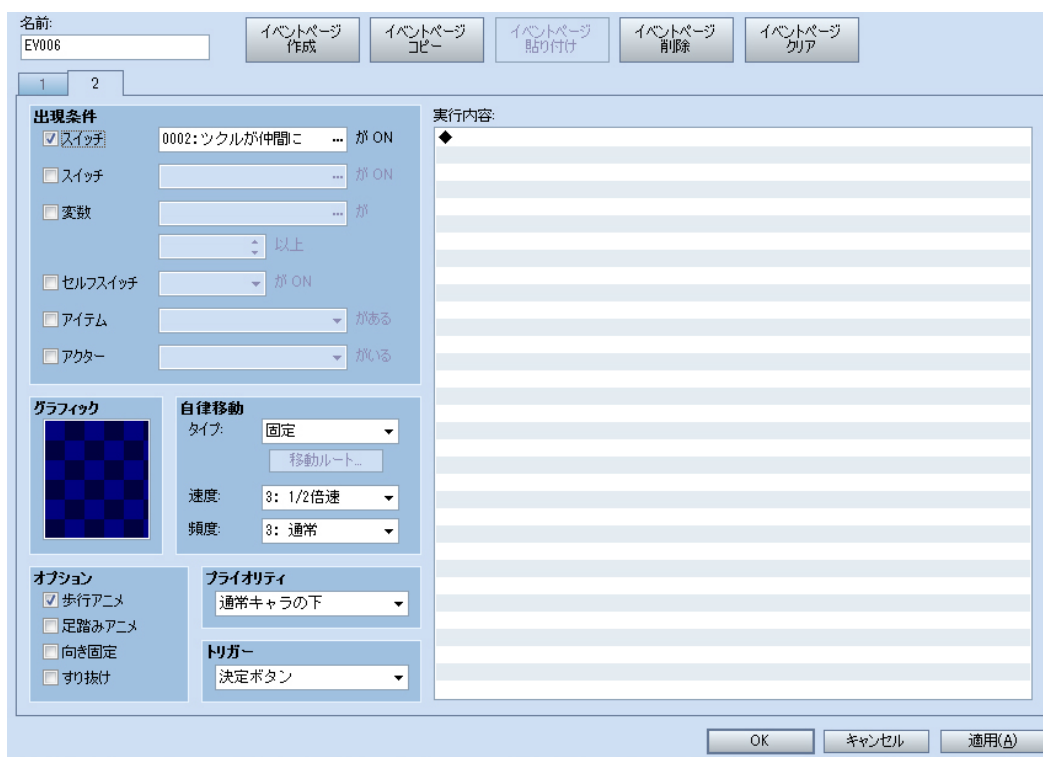 名前:
EV006
イベントページ
作成
イベントページ
コピー
イベントページ
貼り付け
イベントページ
削除
イベントページ
クリア
1 2
出現条件
スイッチ 0002:ツクルが仲間に ... が ON
スイッチ ... が ON
変数 ... が
以上
セルフスイッチ が ON
アイテム がある
アクター がいる
グラフィック
自律移動
タイプ: 固定
移動ルート...
速度: 3: 1/2倍速
頻度: 3: 通常
オプション
歩行アニメ
足踏みアニメ
向き固定
すり抜け
プライオリティ
通常キャラの下
トリガー
決定ボタン
実行内容:
◆
OK キャンセル 適用(A)